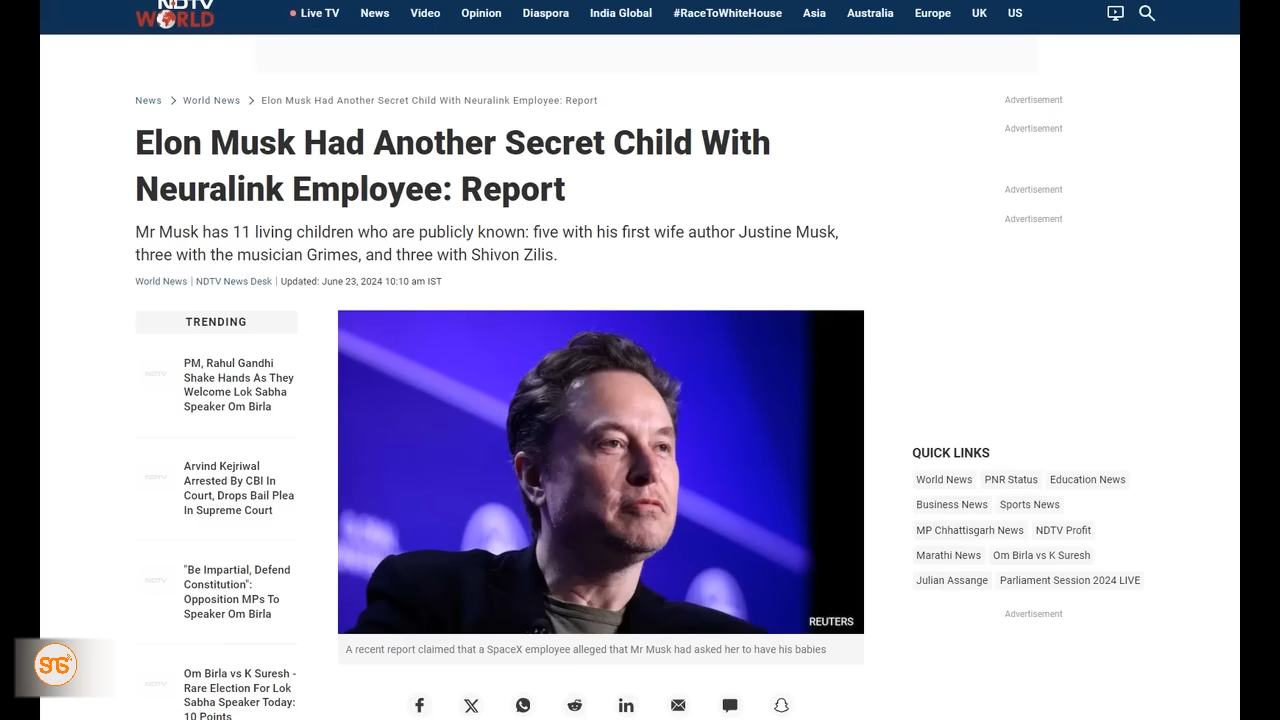 NDTV
WORLD
Live TV News Video Opinion Diaspora India Global #RaceToWhiteHouse Asia Australia Europe UK US
News World News Elon Musk Had Another Secret Child With Neuralink Employee: Report
Elon Musk Had Another Secret Child With
Neuralink Employee: Report
Mr Musk has 11 living children who are publicly known: five with his first wife author Justine Musk,
three with the musician Grimes, and three with Shivon Zilis.
World News | NDTV News Desk | Updated: June 23, 2024 10:10 am IST
TRENDING
NDTV
PM, Rahul Gandhi
Shake Hands As They
Welcome Lok Sabha
Speaker Om Birla
NDTV
Arvind Kejriwal
Arrested By CBI In
Court, Drops Bail Plea
In Supreme Court
NDTV
"Be Impartial, Defend
Constitution":
Opposition MPs To
Speaker Om Birla
NDTV
Om Birla vs K Suresh -
Rare Election For Lok
Sabha Speaker Today:
10 Points
REUTERS
A recent report claimed that a SpaceX employee alleged that Mr Musk had asked her to have his babies
Advertisement
Advertisement
Advertisement
Advertisement
QUICK LINKS
World News PNR Status Education News
Business News Sports News
MP Chhattisgarh News NDTV Profit
Marathi News Om Birla vs K Suresh
Julian Assange Parliament Session 2024 LIVE
Advertisement